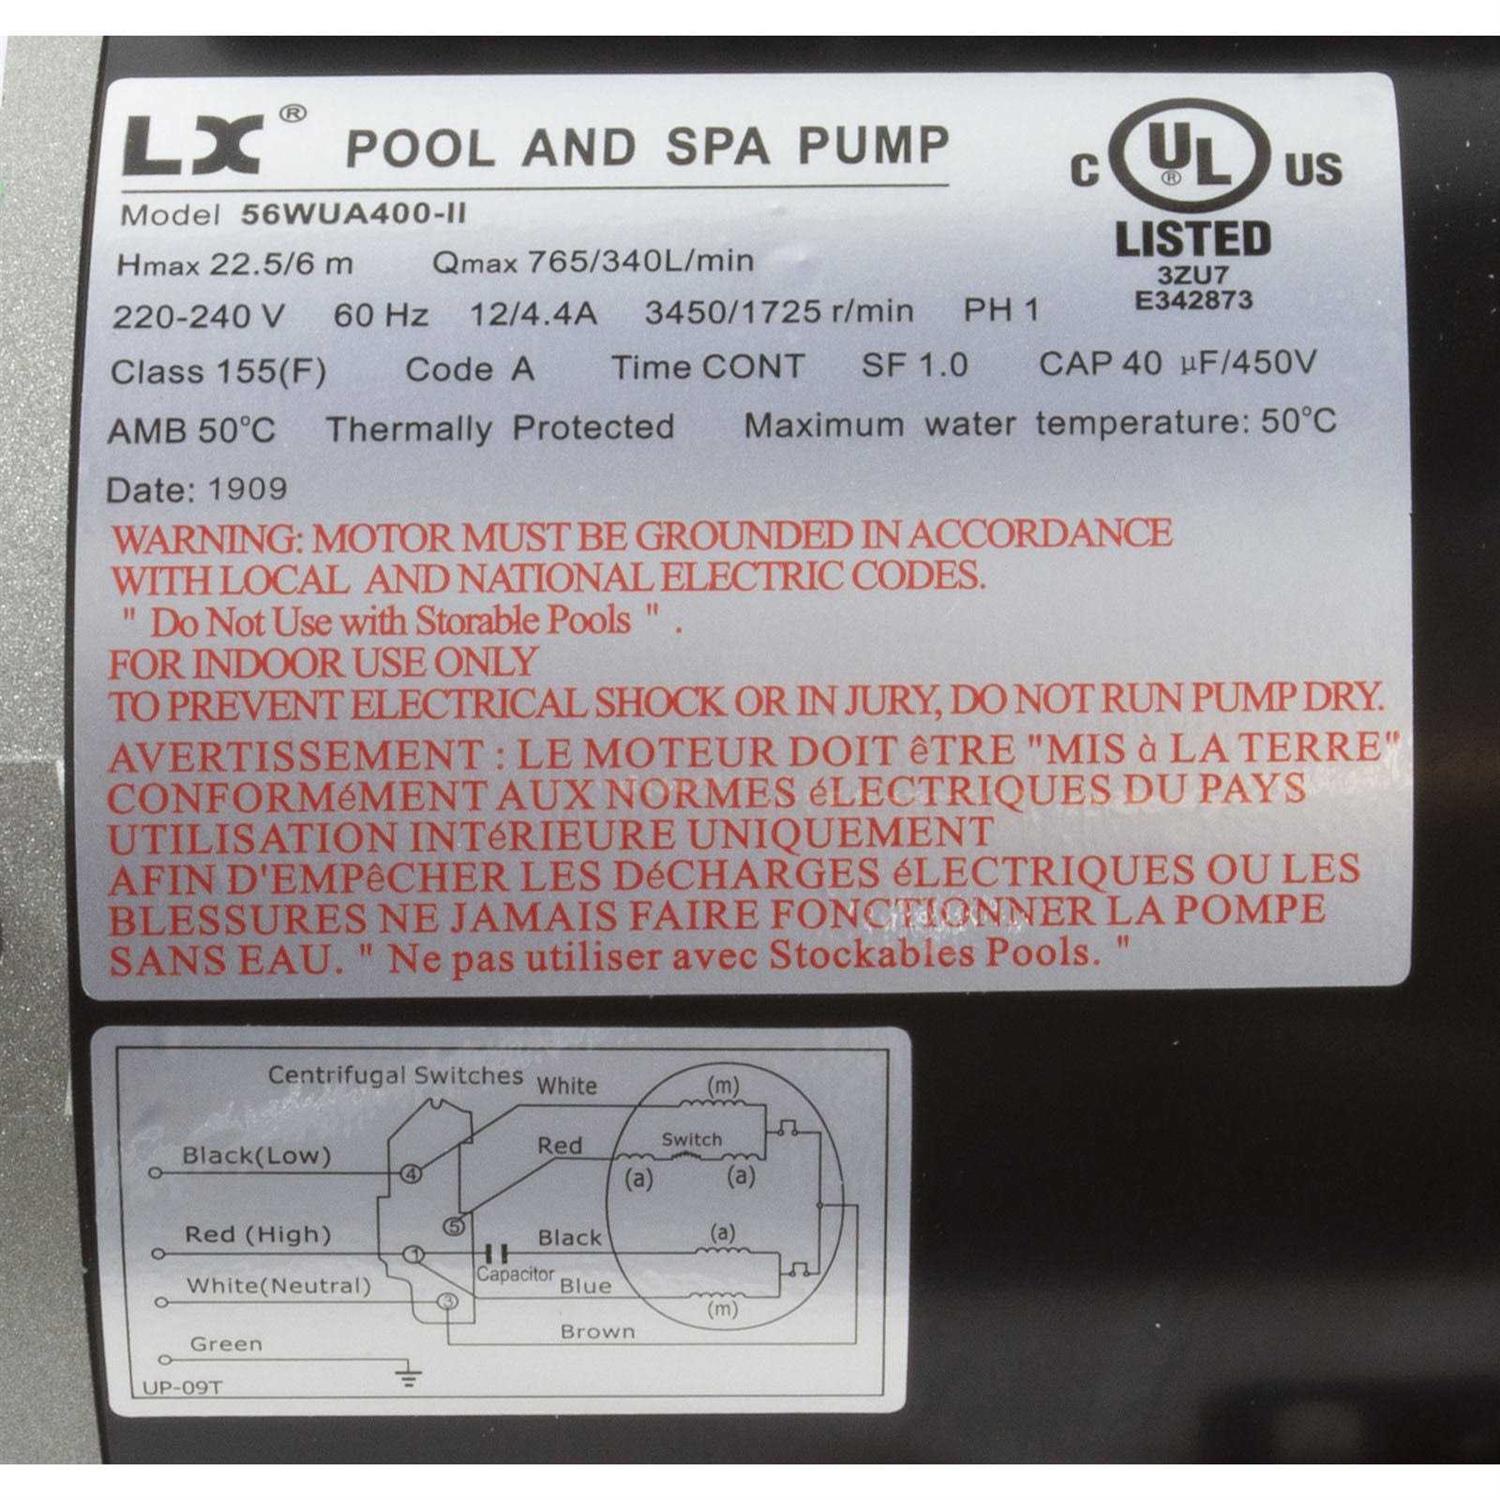 LX ® POOL AND SPA PUMP
Model 56WUA400-II
Hmax 22.5/6 m Qmax 765/340L/min
220-240 V 60 Hz 12/4.4A 3450/1725 r/min PH 1
Class 155(F) Code A Time CONT SF 1.0 CAP 40 µF/450V
AMB 50°C Thermally Protected Maximum water temperature: 50°C
Date: 1909
C UL ® US
LISTED
3ZU7
E342873
WARNING: MOTOR MUST BE GROUNDED IN ACCORDANCE
WITH LOCAL AND NATIONAL ELECTRIC CODES.
" Do Not Use with Storable Pools " .
FOR INDOOR USE ONLY
TO PREVENT ELECTRICAL SHOCK OR IN JURY, DO NOT RUN PUMP DRY.
AVERTISSEMENT : LE MOTEUR DOIT êTRE "MIS à LA TERRE"
CONFORMéMENT AUX NORMES éLECTRIQUES DU PAYS
UTILISATION INTéRIEURE UNIQUEMENT
AFIN D'EMPêCHER LES DéCHARGES éLECTRIQUES OU LES
BLESSURES NE JAMAIS FAIRE FONCTIONNER LA POMPE
SANS EAU. " Ne pas utiliser avec Stockables Pools. "
Centrifugal Switches White (m)
Black(Low) 4 Red Switch
(a) (a)
5
Red (High) 1 Black (a)
Capacitor
White(Neutral) 3 Blue (m)
Brown
Green
UP-09T